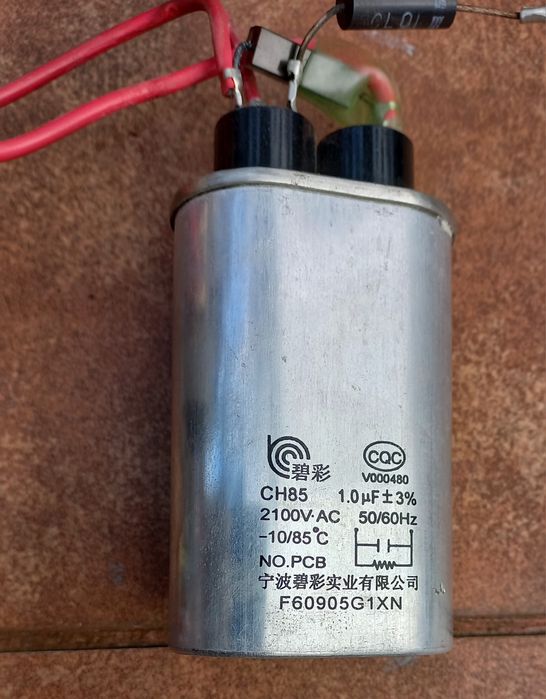 碧彩
CQC
V000480
CH85 1.0μF±3%
2100V·AC 50/60Hz
-10/85°C
NO.PCB
宁波碧彩实业有限公司
F60905G1XN